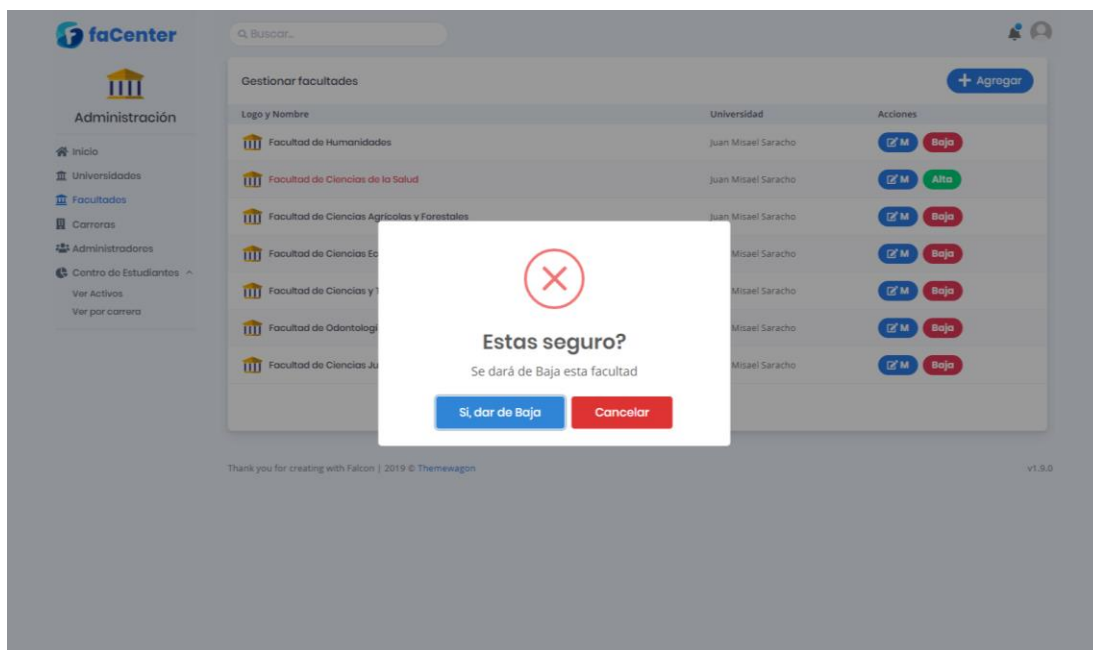 faCenter
Buscar...
Administración
Inicio
Universidades
Facultades
Carreras
Administradores
Centro de Estudiantes
Ver Activos
Ver por carrera
Gestionar facultades
+ Agregar
Logo y Nombre Universidad Acciones
Facultad de Humanidades Juan Misael Saracho M Baja
Facultad de Ciencias de la Salud Juan Misael Saracho M Alta
Facultad de Ciencias Agrícolas y Forestales Juan Misael Saracho M Baja
Facultad de Ciencias Misael Saracho M Baja
Facultad de Ciencias y Misael Saracho M Baja
Facultad de Odontologí Misael Saracho M Baja
Facultad de Ciencias Ju Misael Saracho M Baja
Estas seguro?
Se dará de Baja esta facultad
Sí, dar de Baja
Cancelar
Thank you for creating with Falcon | 2019 © Themewagon
v1.9.0